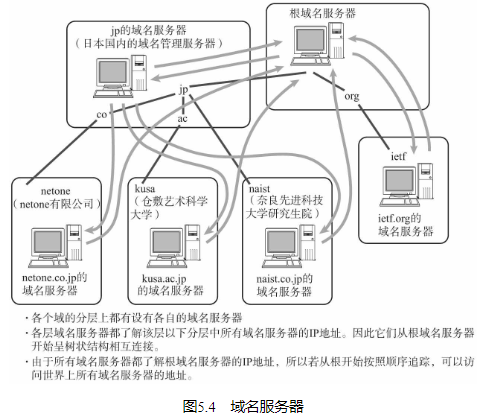 jp的域名服务器
（日本国内的域名管理服务器）
根域名服务器
jp
co
ac
org
netone
（netone有限公司）
netone.co.jp的
域名服务器
kusa
（仓敷艺术科学
大学）
kusa.ac.jp
的域名服务器
naist
（奈良先进科技
大学研究生院）
naist.co.jp的
域名服务器
ietf
ietf.org的
域名服务器
·各个域的分层上都有设有各自的域名服务器
·各层域名服务器都了解该层以下分层中所有域名服务器的IP地址。因此它们从根域名服务器
开始呈树状结构相互连接。
·由于所有域名服务器都了解根域名服务器的IP地址，所以若从根开始按照顺序追踪，可以访
问世界上所有域名服务器的地址。
图5.4 域名服务器